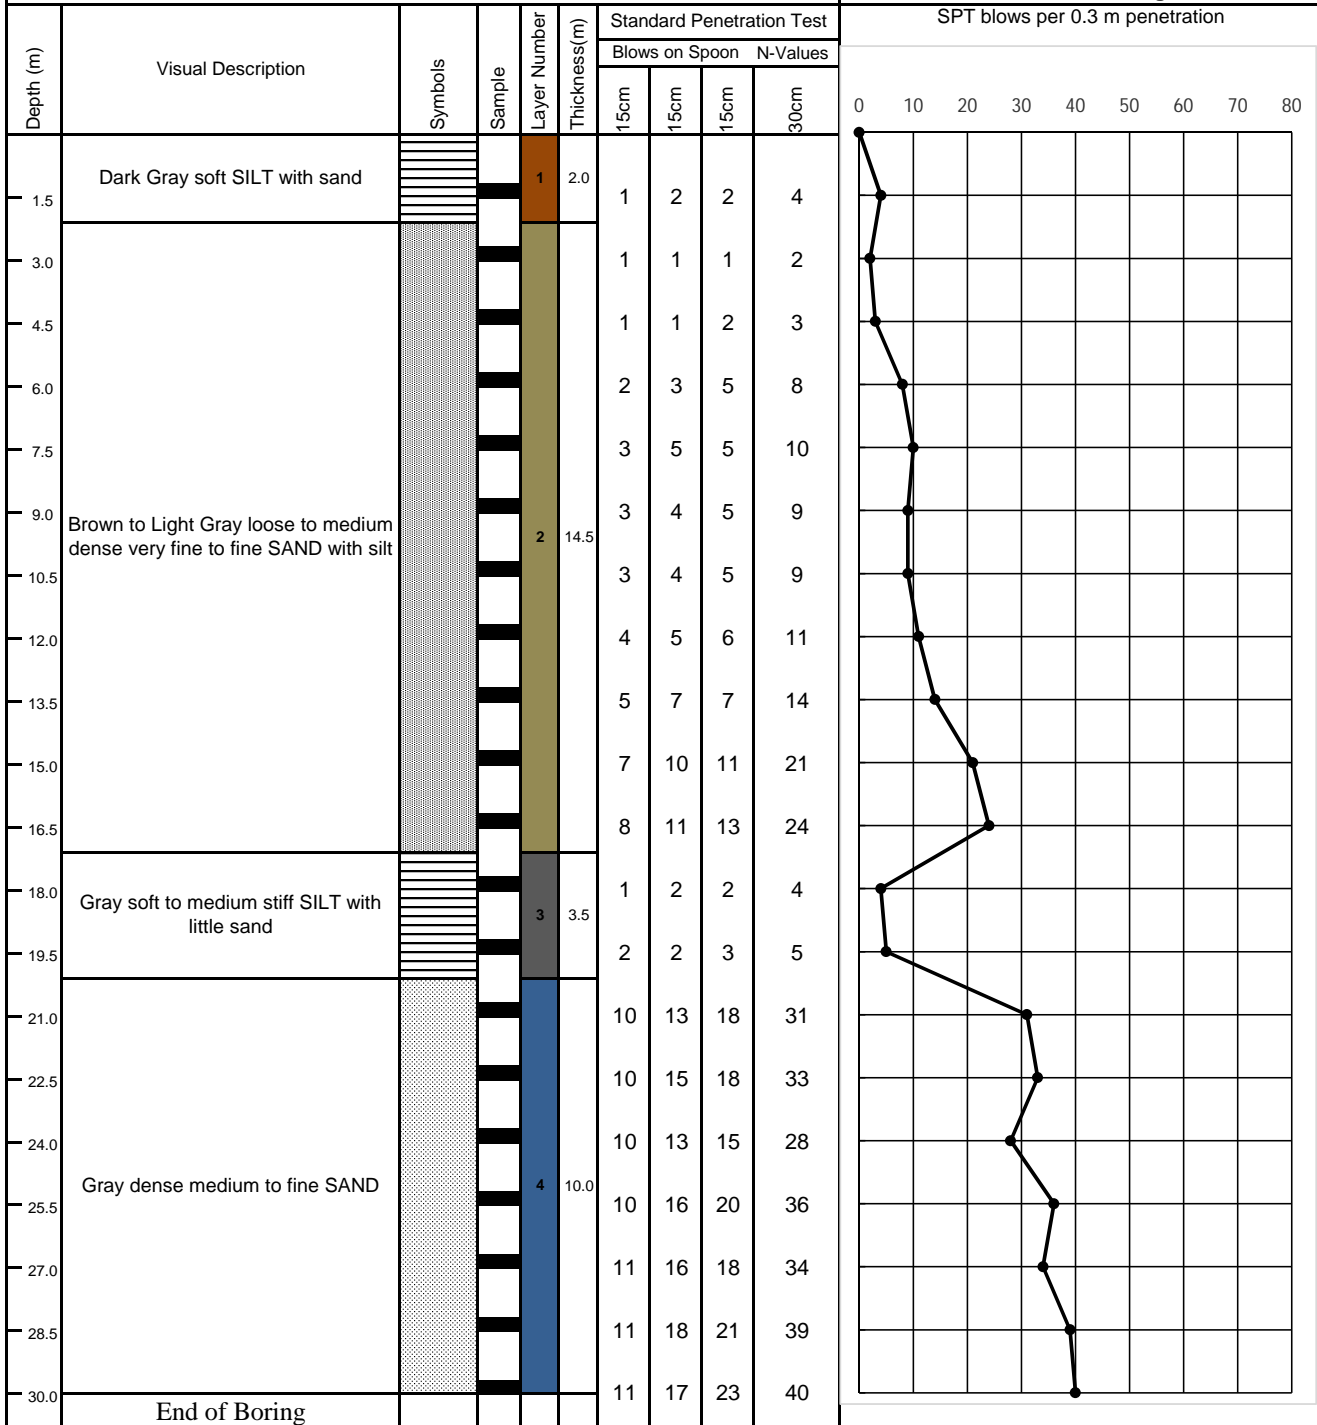 Standard Penetration Test
SPT blows per 0.3 m penetration
Depth (m)
Visual Description
Symbols
Sample
Layer Number
Thickness(m)
Blows on Spoon N-Values
15cm 15cm 15cm 30cm
0 10 20 30 40 50 60 70 80
Dark Gray soft SILT with sand
1 2.0
1.5 1 2 2 4
3.0 1 1 1 2
4.5 1 1 2 3
6.0 2 3 5 8
7.5 3 5 5 10
9.0 3 4 5 9
Brown to Light Gray loose to medium
dense very fine to fine SAND with silt
2 14.5
10.5 3 4 5 9
12.0 4 5 6 11
13.5 5 7 7 14
15.0 7 10 11 21
16.5 8 11 13 24
18.0 1 2 2 4
Gray soft to medium stiff SILT with
little sand
3 3.5
19.5 2 2 3 5
21.0 10 13 18 31
22.5 10 15 18 33
24.0 10 13 15 28
Gray dense medium to fine SAND
4 10.0
25.5 10 16 20 36
27.0 11 16 18 34
28.5 11 18 21 39
30.0 11 17 23 40
End of Boring